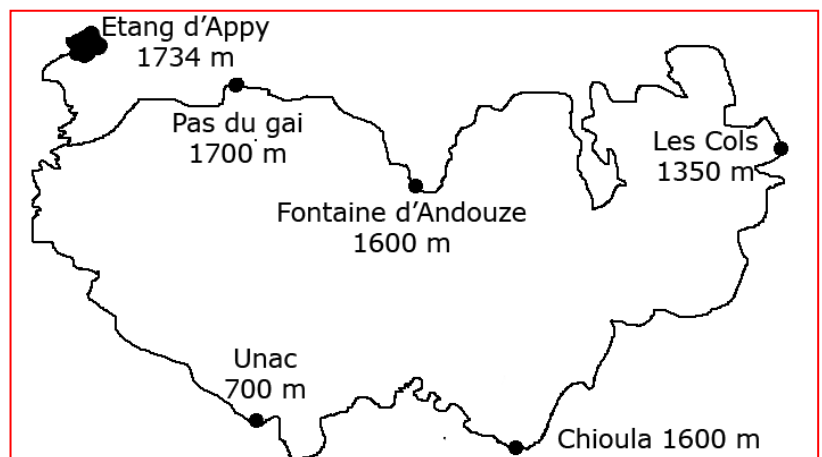 Etang d'Appy
1734 m
Pas du gai
1700 m
Les Cols
1350 m
Fontaine d'Andouze
1600 m
Unac
700 m
Chioula 1600 m